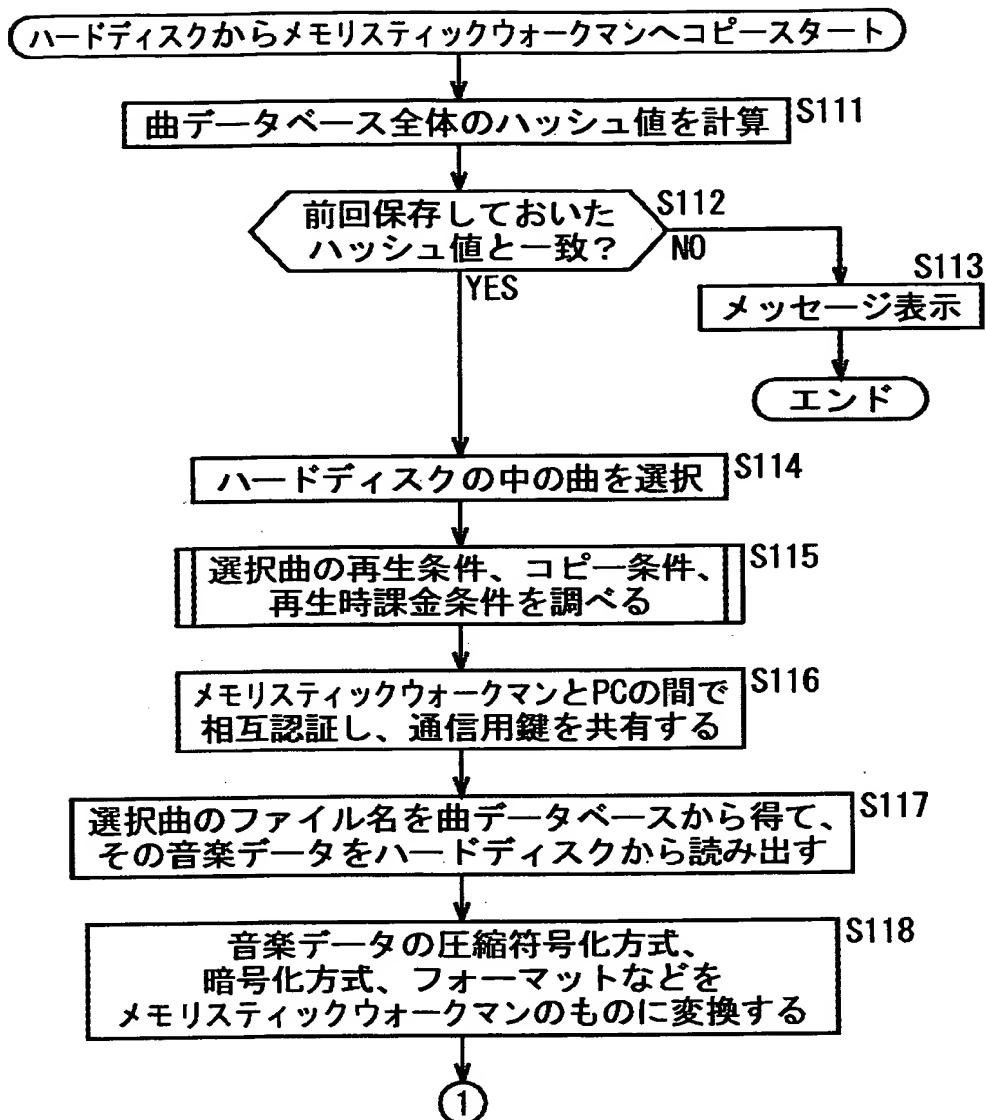 ハードディスクからメモリスティックウォークマンへコピースタート
曲データベース全体のハッシュ値を計算
S111
前回保存しておいた
ハッシュ値と一致?
S112
NO
YES
S113
メッセージ表示
エンド
ハードディスクの中の曲を選択
S114
選択曲の再生条件、コピー条件、
再生時課金条件を調べる
S115
メモリスティックウォークマンとPCの間で
相互認証し、通信用鍵を共有する
S116
選択曲のファイル名を曲データベースから得て、
その音楽データをハードディスクから読み出す
S117
音楽データの圧縮符号化方式、
暗号化方式、フォーマットなどを
メモリスティックウォークマンのものに変換する
S118
1